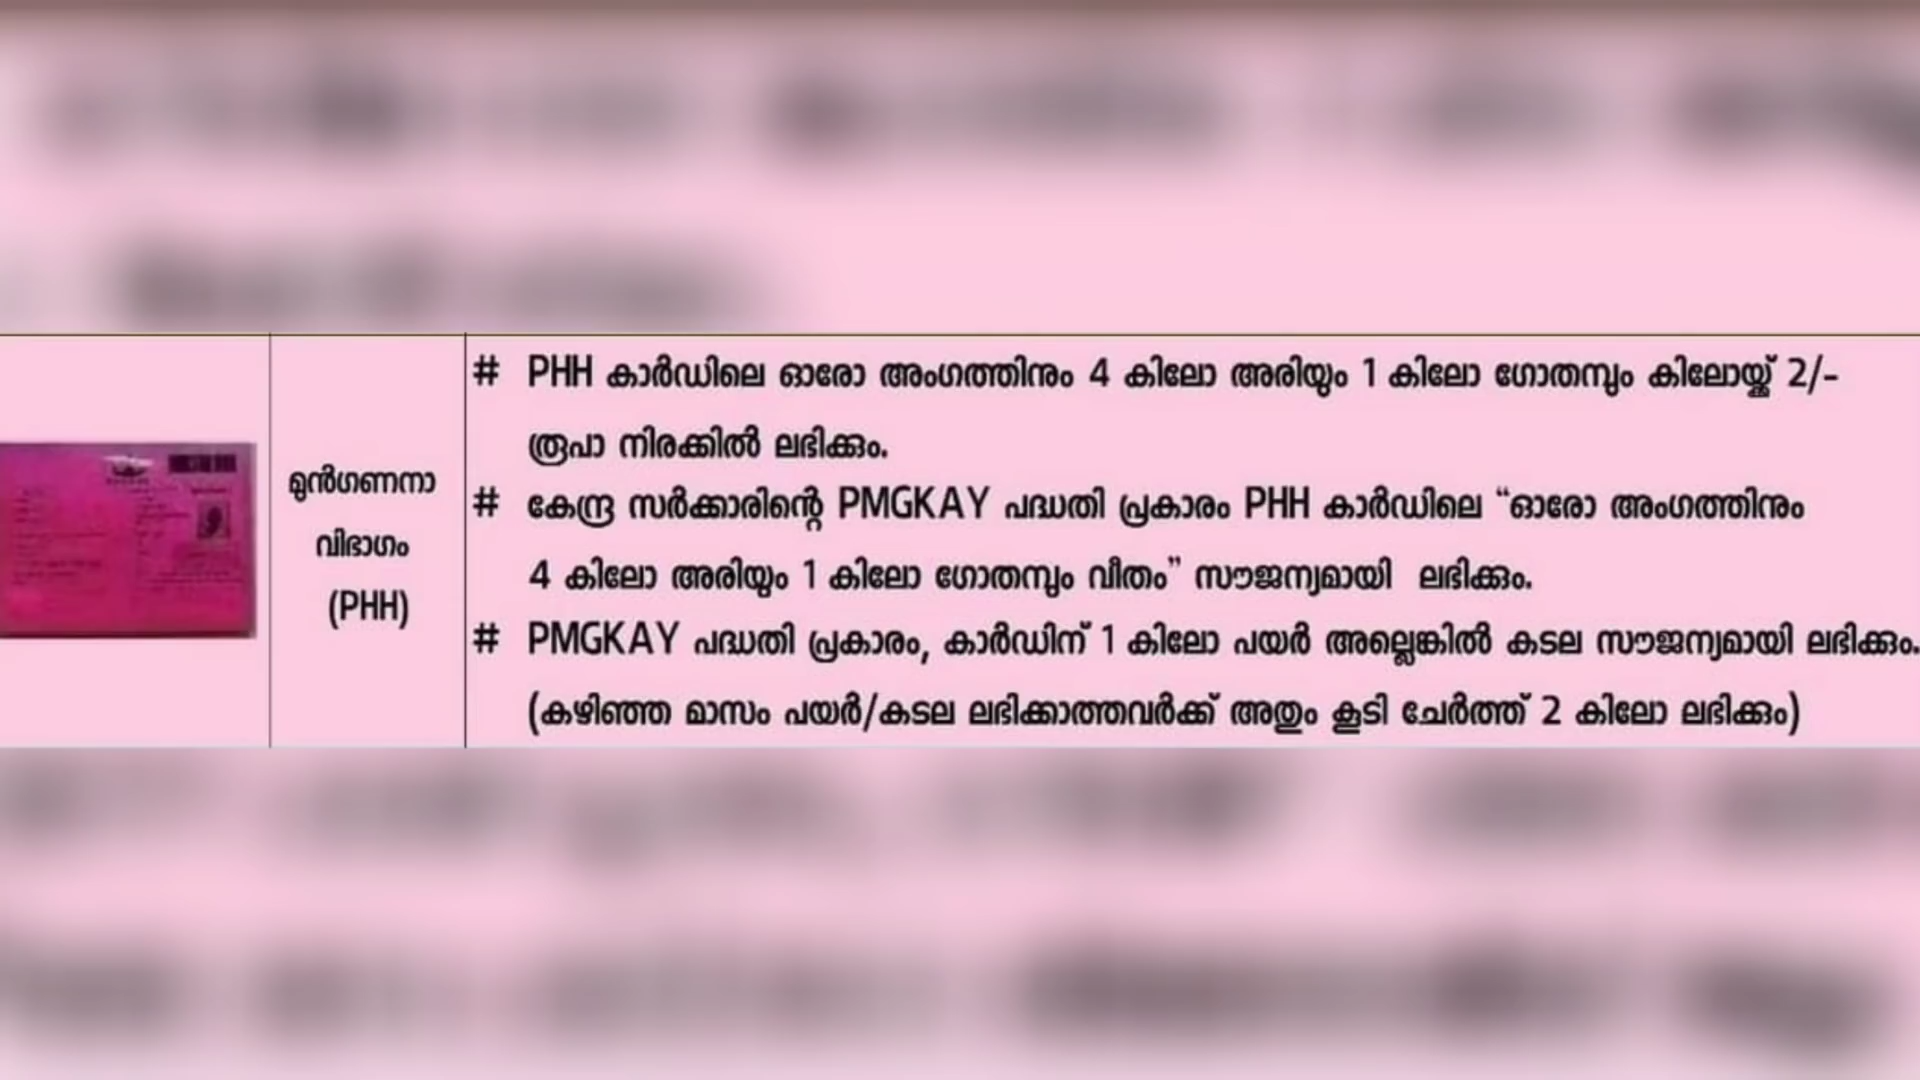 മുൻഗണനാ
വിഭാഗം
(PHH)
# PHH കാർഡിലെ ഓരോ അംഗത്തിനും 4 കിലോ അരിയും 1 കിലോ ഗോതമ്പും കിലോയ്ക്ക് 2/-
രൂപാ നിരക്കിൽ ലഭിക്കും.
# കേന്ദ്ര സർക്കാരിന്റെ PMGKAY പദ്ധതി പ്രകാരം PHH കാർഡിലെ “ഓരോ അംഗത്തിനും
4 കിലോ അരിയും 1 കിലോ ഗോതമ്പും വീതം” സൗജന്യമായി ലഭിക്കും.
# PMGKAY പദ്ധതി പ്രകാരം, കാർഡിന് 1 കിലോ പയർ അല്ലെങ്കിൽ കടല സൗജന്യമായി ലഭിക്കും.
(കഴിഞ്ഞ മാസം പയർ/കടല ലഭിക്കാത്തവർക്ക് അതും കൂടി ചേർത്ത് 2 കിലോ ലഭിക്കും)